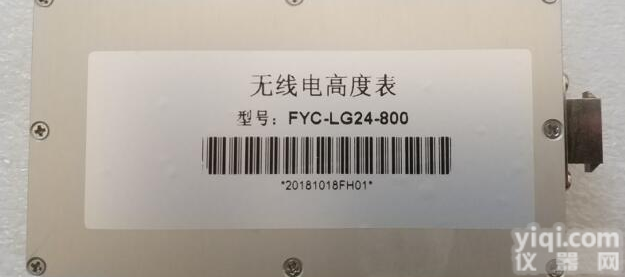 无线电高度表
型号：FYC-LG24-800
*20181018FH01*
yiqi.com
仪器网